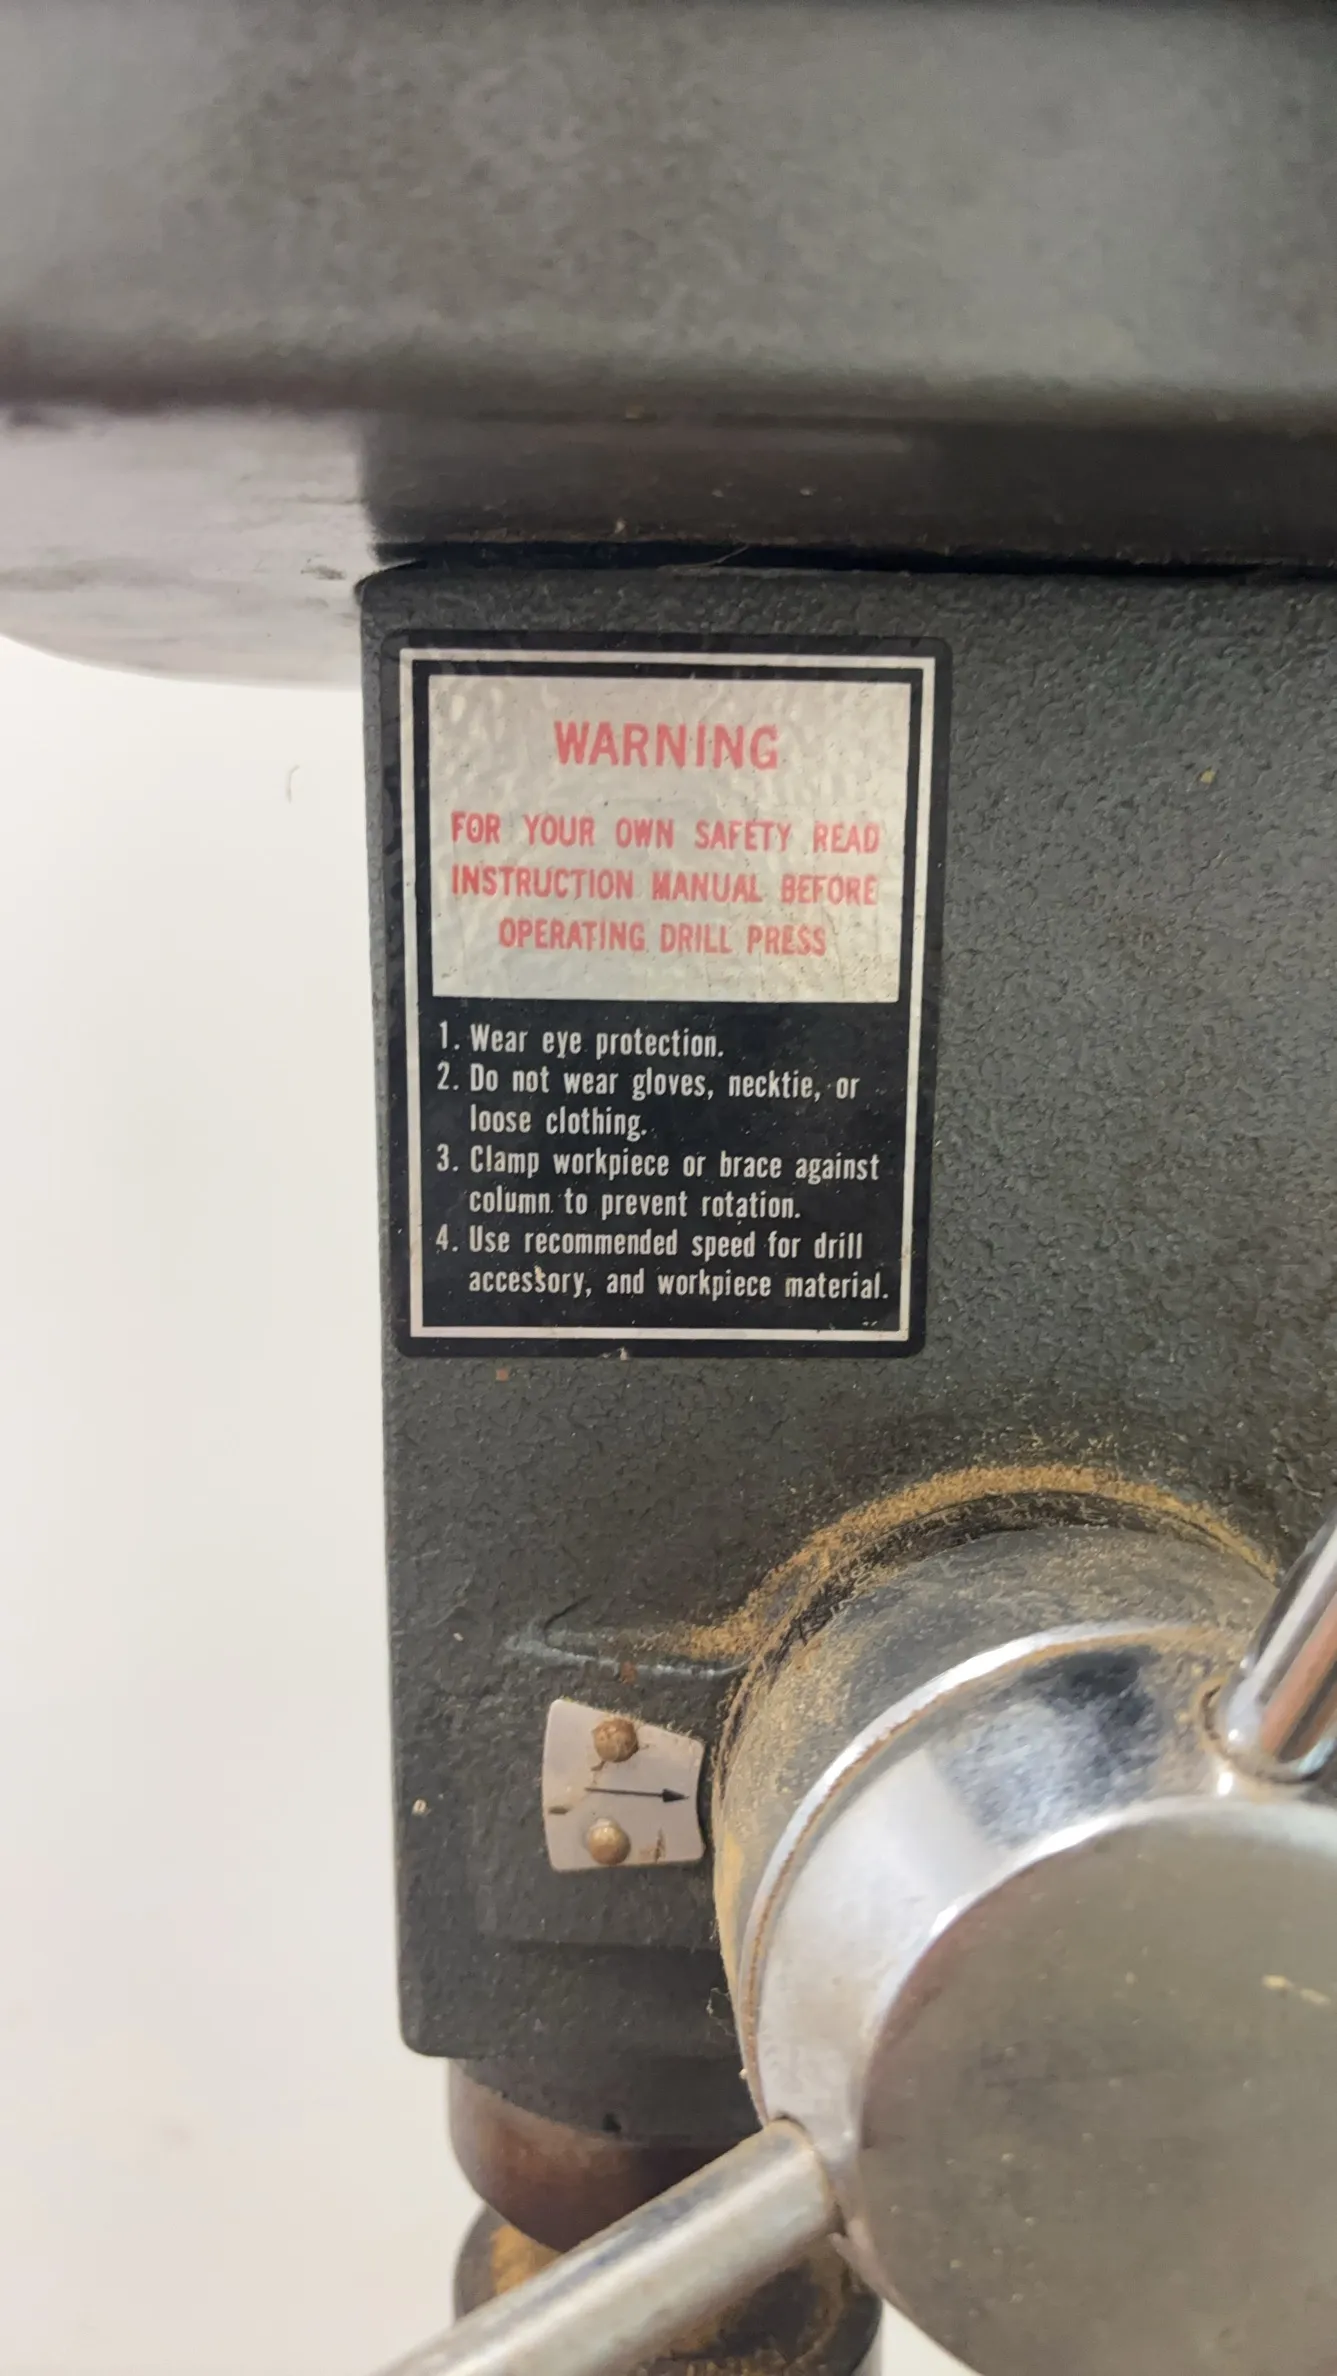 WARNING
FOR YOUR OWN SAFETY READ
INSTRUCTION MANUAL BEFORE
OPERATING DRILL PRESS
1. Wear eye protection.
2. Do not wear gloves, necktie, or
loose clothing.
3. Clamp workpiece or brace against
column to prevent rotation.
4. Use recommended speed for drill
accessory, and workpiece material.